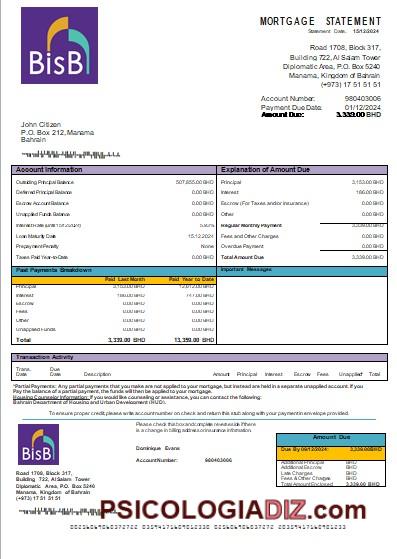 BisB
MORTGAGE STATEMENT
Statement Date. 15/12/2024
Road 1708, Block 317,
Building 722, Al Salam Tower
Diplomatic Area, P.O. Box 5240
Manama, Kingdom of Bahrain
(+973) 17 51 51 51
Account Number: 980403006
Payment Due Date: 01/12/2024
Amount Due: 3,339.00 BHD
John Citizen
P.O. Box 212, Manama
Bahrain
Account Information
Outstanding Principal Balance 507,855.00 BHD
Deferred Principal Balance 0.00 BHD
Escrow Account Balance 0.00 BHD
Unapplied Funds Balance 0.00 BHD
Loan Maturity Date 15.12.2024
Prepayment Penalty None
Taxes Paid Year-to-Date 0.00 BHD
Explanation of Amount Due
Principal 3,153.00 BHD
Interest 186.00 BHD
Escrow (For Taxes and/or Insurance) 0.00 BHD
Other 0.00 BHD
Regular Monthly Payment 3,339.00 BHD
Fees and Other Charges 0.00 BHD
Overdue Payment 0.00 BHD
Total Amount Due 3,339.00 BHD
Past Payments Breakdown
Paid Last Month Paid Year to Date
Principal 3,153.00 BHD 12,612.00 BHD
Interest 186.00 BHD 747.00 BHD
Escrow 0.00 BHD 0.00 BHD
Fees 0.00 BHD 0.00 BHD
Other 0.00 BHD 0.00 BHD
Unapplied Funds 0.00 BHD 0.00 BHD
Total 3,339.00 BHD 13,359.00 BHD
Important Messages
Transaction Activity
Trans. Date Due Date Description Amount Principal Interest Escrow Fees Unapplied Total
*Partial Payments: Any partial payments that you make are not applied to your mortgage, but instead are held in a separate unapplied account. If you
Pay the balance of a partial payment, the funds will then be applied to your mortgage.
Housing Counselor Information: If you would like counseling or assistance, you can contact the following:
Bahrain Department of Housing and Urban Development (HUD).
To ensure proper credit, please write account number on check and return this stub along with your payment in envelope provided.
BisB
Please check this box and complete reverse side if there
is a change in billing address or insurance information.
Dominique Evans
Account Number: 980403006
Road 1708, Block 317,
Building 722, Al Salam Tower
Diplomatic Area, P.O. Box 5240
Manama, Kingdom of Bahrain
(+973) 17 51 51 51
Amount Due
Due By 09/12/2024: 3,339.00BHD
Additional Principal BHD
Additional Escrow BHD
Late Charges BHD
Fees & Other Charges BHD
Total Amount Enclosed 3,339.00 BHD
PSICOLOGIADIZ.com